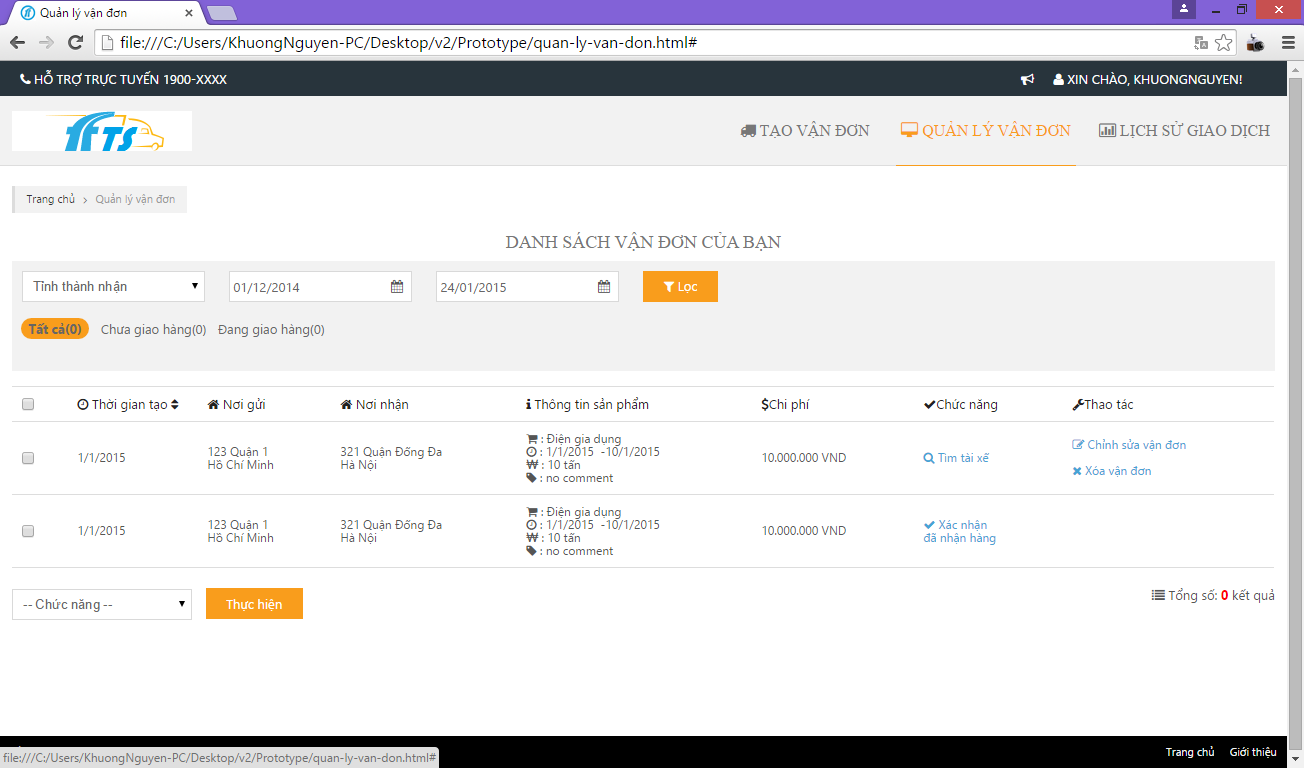 Quản lý vận đơn
file:///C:/Users/KhuongNguyen-PC/Desktop/v2/Prototype/quan-ly-van-don.html#
HỖ TRỢ TRỰC TUYẾN 1900-XXXX
XIN CHÀO, KHUONGNGUYEN!
TS
TẠO VẬN ĐƠN
QUẢN LÝ VẬN ĐƠN
LỊCH SỬ GIAO DỊCH
Trang chủ > Quản lý vận đơn
DANH SÁCH VẬN ĐƠN CỦA BẠN
Tỉnh thành nhận
01/12/2014
24/01/2015
Lọc
Tất cả(0) Chưa giao hàng(0) Đang giao hàng(0)
Thời gian tạo Nơi gửi Nơi nhận Thông tin sản phẩm $Chi phí Chức năng Thao tác
1/1/2015
123 Quận 1
Hồ Chí Minh
321 Quận Đống Đa
Hà Nội
: Điện gia dụng
: 1/1/2015 -10/1/2015
₩ : 10 tấn
: no comment
10.000.000 VND
Tìm tài xế
Chỉnh sửa vận đơn
Xóa vận đơn
1/1/2015
123 Quận 1
Hồ Chí Minh
321 Quận Đống Đa
Hà Nội
: Điện gia dụng
: 1/1/2015 -10/1/2015
₩ : 10 tấn
: no comment
10.000.000 VND
Xác nhận
đã nhận hàng
-- Chức năng --
Thực hiện
Tổng số: 0 kết quả
Trang chủ Giới thiệu
file:///C:/Users/KhuongNguyen-PC/Desktop/v2/Prototype/quan-ly-van-don.html#